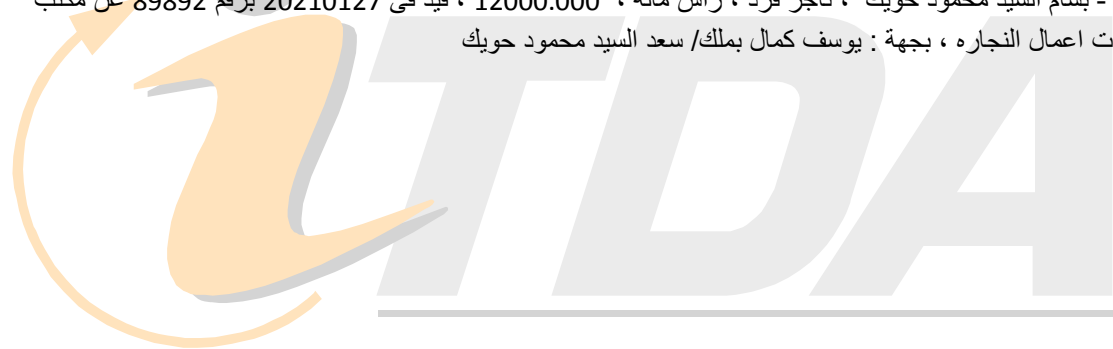 - بسام السيد محمود حويك ، تاجر فرد ، رأس ماله ، 12000.000 ، قيد فى 20210127 برقم 89892 عن مكتب
ت اعمال النجاره ، بجهة : يوسف كمال بملك/ سعد السيد محمود حويك
iTDA